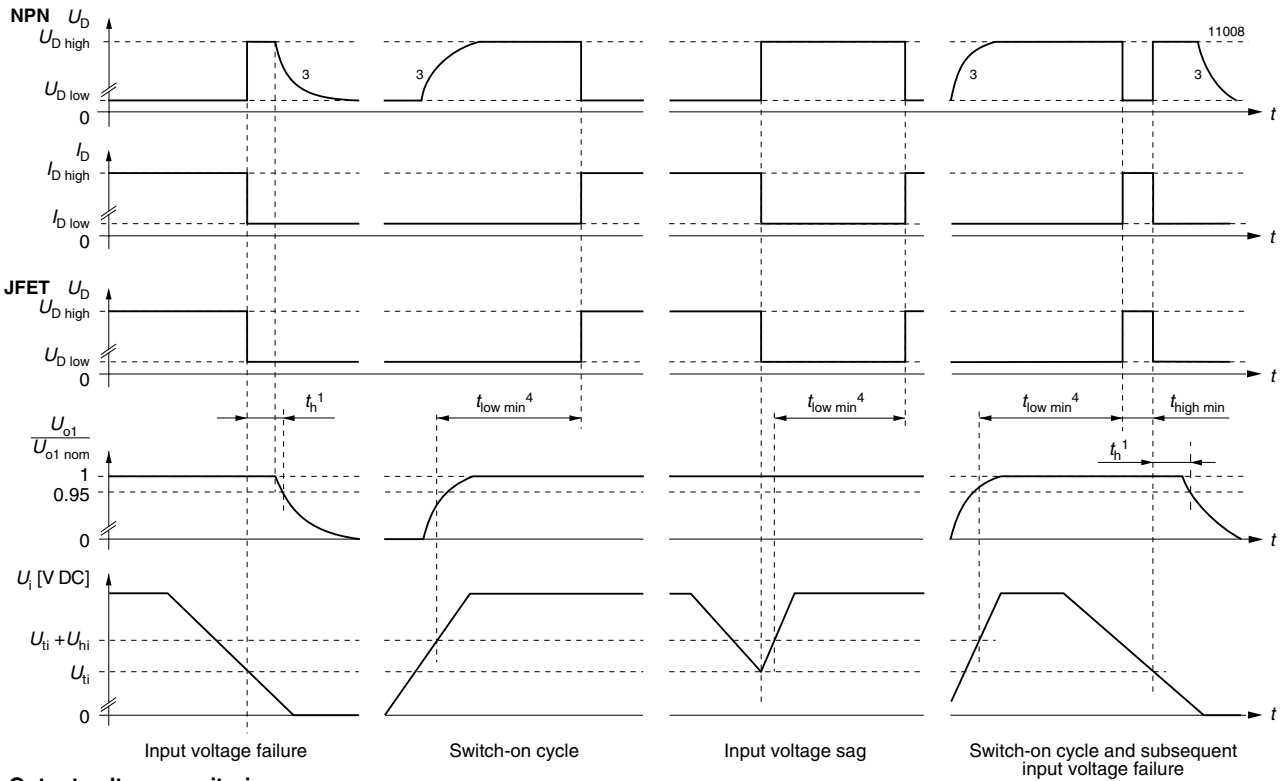 NPN U_D
U_D high
11008
3 3 3 3
U_D low
0
t
I_D
I_D high
I_D low
0
t
JFET U_D
U_D high
U_D low
0
t
t_h^1 t_low min^4 t_low min^4 t_low min^4 t_high min
U_o1
U_o1 nom
t_h^1
1
0.95
0
t
U_i [V DC]
U_ti + U_hi
U_ti
0
t
Input voltage failure Switch-on cycle Input voltage sag Switch-on cycle and subsequent
input voltage failure